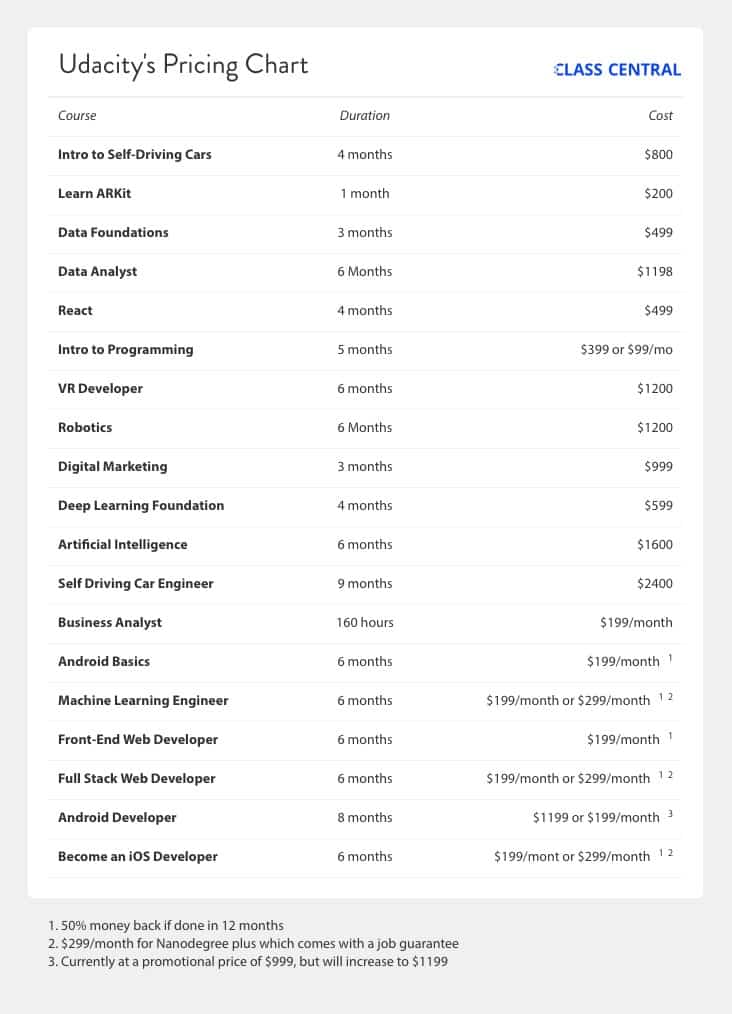 Udacity's Pricing Chart
CLASS CENTRAL
Course Duration Cost
Intro to Self-Driving Cars 4 months $800
Learn ARKit 1 month $200
Data Foundations 3 months $499
Data Analyst 6 Months $1198
React 4 months $499
Intro to Programming 5 months $399 or $99/mo
VR Developer 6 months $1200
Robotics 6 Months $1200
Digital Marketing 3 months $999
Deep Learning Foundation 4 months $599
Artificial Intelligence 6 months $1600
Self Driving Car Engineer 9 months $2400
Business Analyst 160 hours $199/month
Android Basics 6 months $199/month 1
Machine Learning Engineer 6 months $199/month or $299/month 1 2
Front-End Web Developer 6 months $199/month 1
Full Stack Web Developer 6 months $199/month or $299/month 1 2
Android Developer 8 months $1199 or $199/month 3
Become an iOS Developer 6 months $199/mont or $299/month 1 2
1. 50% money back if done in 12 months
2. $299/month for Nanodegree plus which comes with a job guarantee
3. Currently at a promotional price of $999, but will increase to $1199